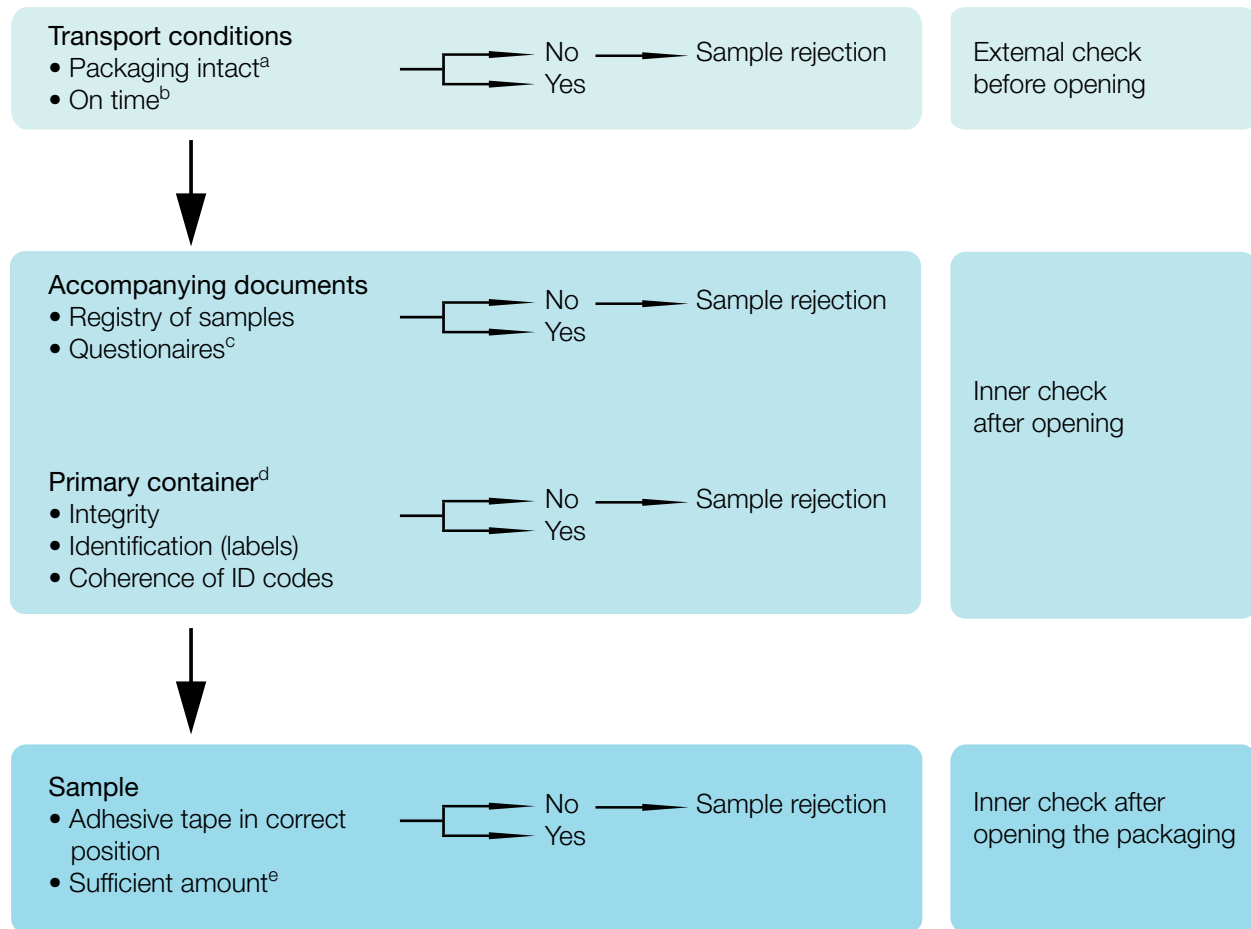 Transport conditions
• Packaging intactᵃ
• On timeᵇ
No
Sample rejection
Yes
External check
before opening
Accompanying documents
• Registry of samples
• Questionairesᶜ
No
Sample rejection
Yes
Inner check
after opening
Primary containerᵈ
• Integrity
• Identification (labels)
• Coherence of ID codes
No
Sample rejection
Yes
Sample
• Adhesive tape in correct
position
• Sufficient amountᵉ
No
Sample rejection
Yes
Inner check after
opening the packaging